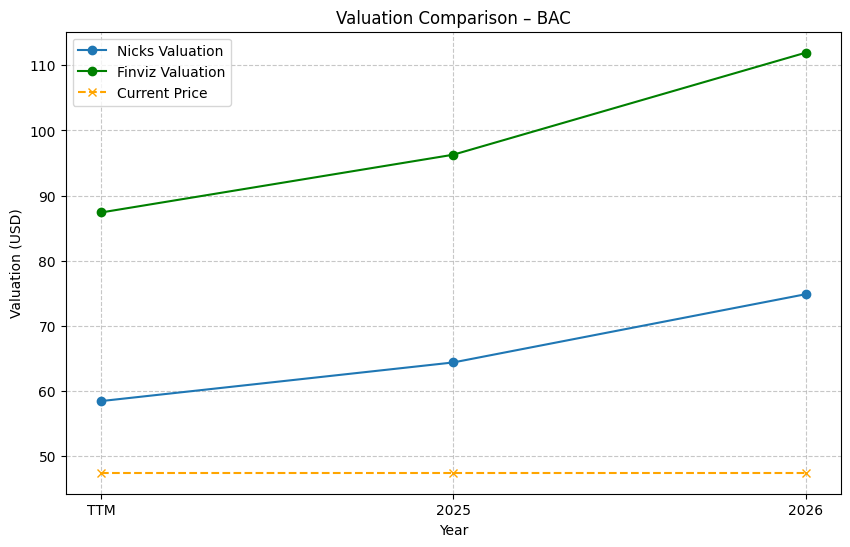 Valuation Comparison – BAC
Nicks Valuation
Finviz Valuation
Current Price
Valuation (USD)
110
100
90
80
70
60
50
TTM
2025
2026
Year